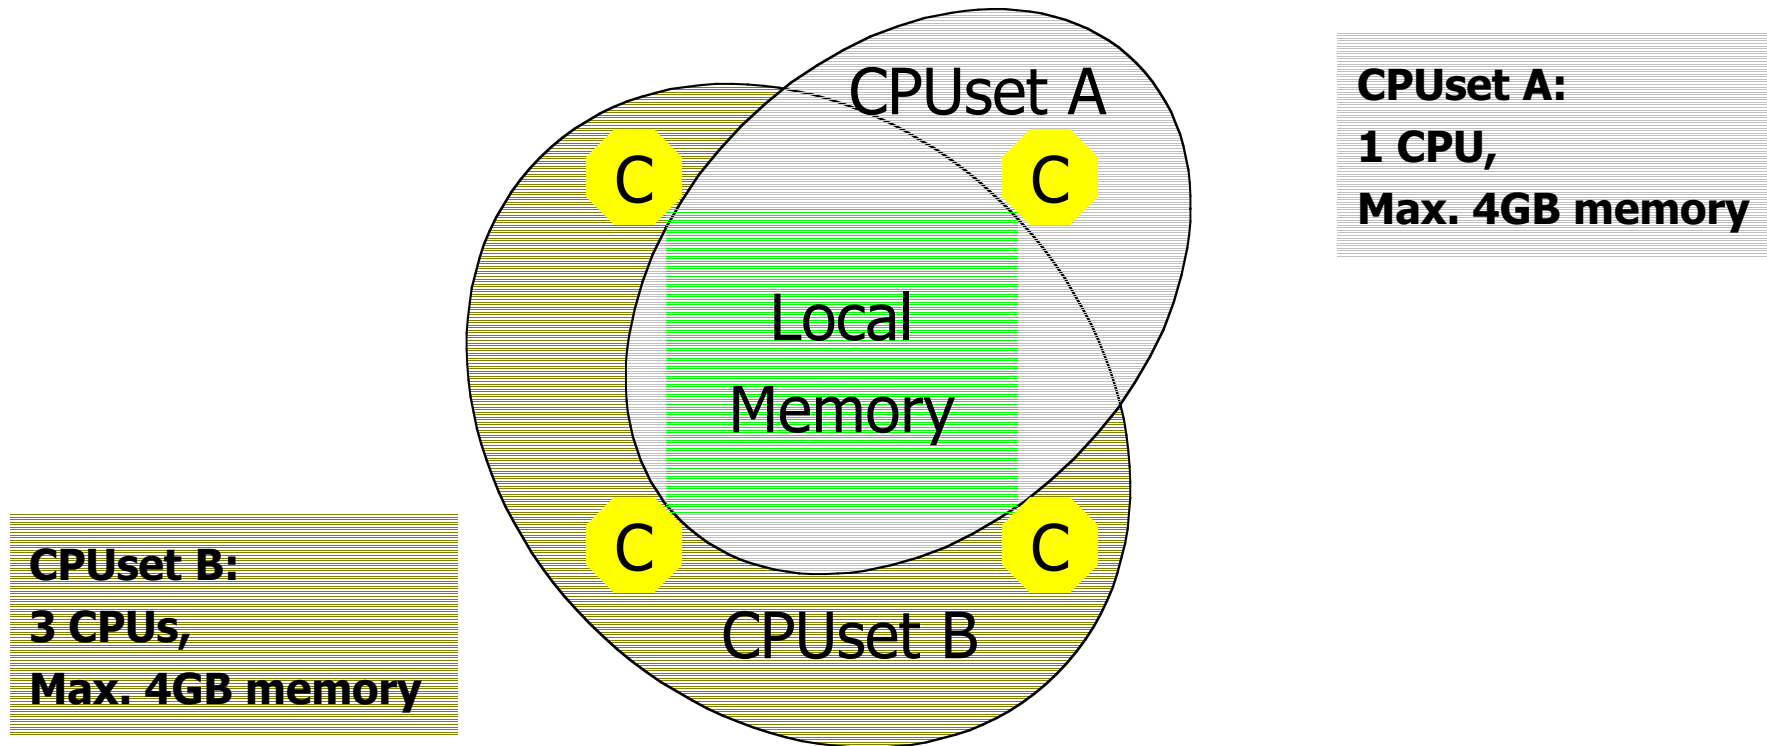 CPUset A
CPUset A:
1 CPU,
Max. 4GB memory
C
C
Local
Memory
C
C
CPUset B:
3 CPUs,
Max. 4GB memory
CPUset B